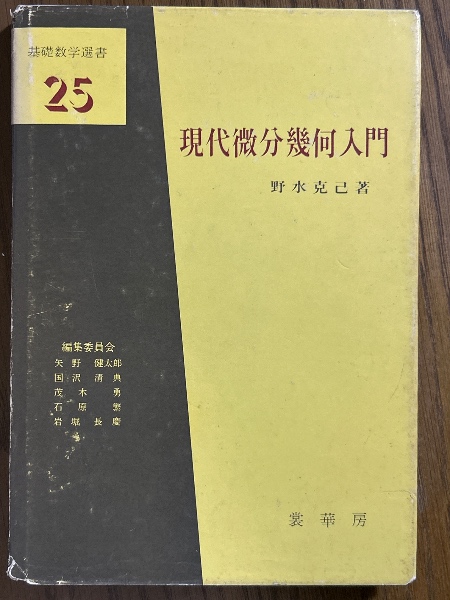 基礎数学選書
25
現代微分幾何入門
野水克己著
編集委員会
矢野健太郎
国沢清典
茂木勇
石原繁
岩堀長慶
裳華房